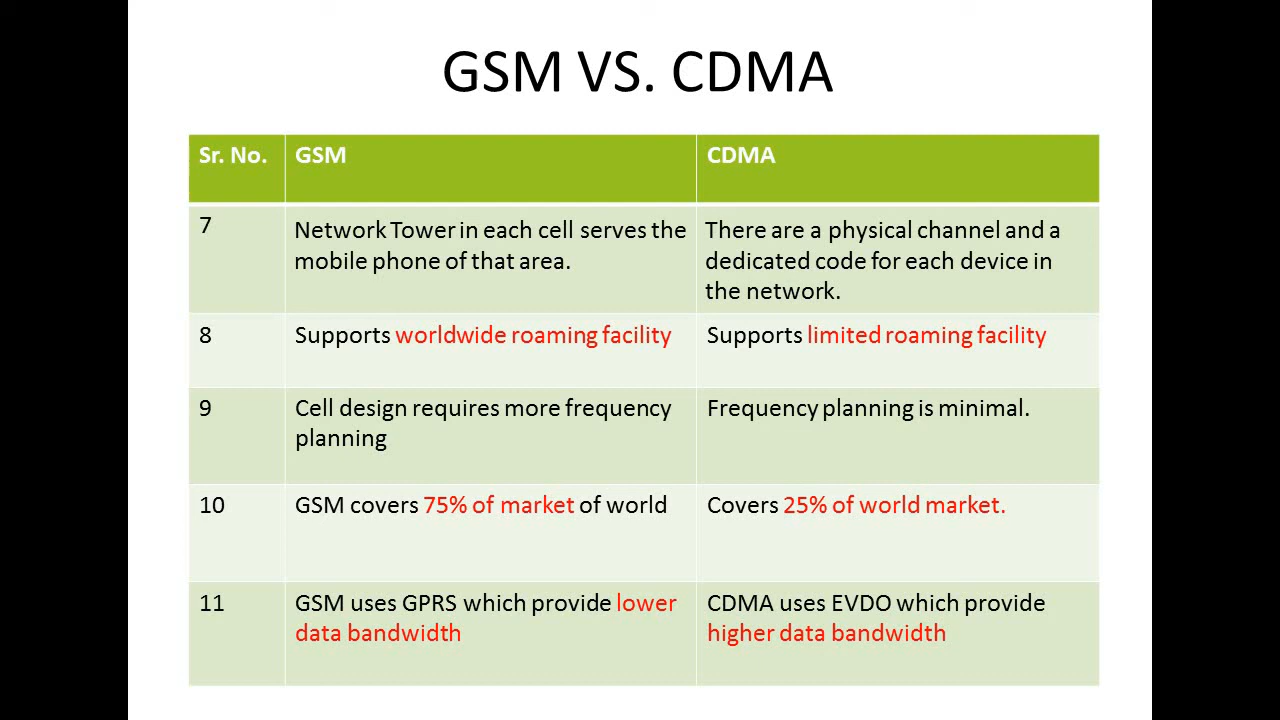 GSM VS. CDMA
Sr. No. GSM CDMA
7 Network Tower in each cell serves the There are a physical channel and a
mobile phone of that area. dedicated code for each device in
the network.
8 Supports worldwide roaming facility Supports limited roaming facility
9 Cell design requires more frequency Frequency planning is minimal.
planning
10 GSM covers 75% of market of world Covers 25% of world market.
11 GSM uses GPRS which provide lower CDMA uses EVDO which provide
data bandwidth higher data bandwidth